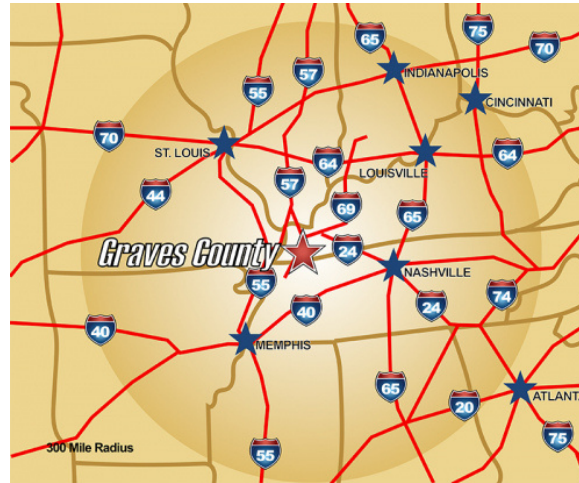 65
75
70
INDIANAPOLIS
57
55
CINCINNATI
70
ST. LOUIS
64
LOUISVILLE
64
57
44
69
65
Graves County
24
55
NASHVILLE
74
40
24
40
MEMPHIS
65
ATLANTA
20
300 Mile Radius
55
75